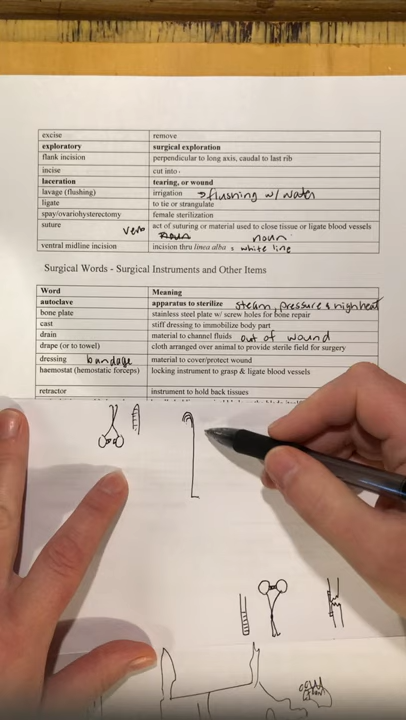 excise remove
exploratory surgical exploration
flank incision perpendicular to long axis, caudal to last rib
incise cut into
laceration tearing, or wound
lavage (flushing) irrigation → flushing w/ water
ligate to tie or strangulate
spay/ovariohysterectomy female sterilization
suture act of suturing or material used to close tissue or ligate blood vessels
verb noun
ventral midline incision incision thru linea alba = white line
Surgical Words - Surgical Instruments and Other Items
Word Meaning
autoclave apparatus to sterilize steam, pressure & high heat
bone plate stainless steel plate w/ screw holes for bone repair
cast stiff dressing to immobilize body part
drain material to channel fluids out of wound
drape (or to towel) cloth arranged over animal to provide sterile field for surgery
dressing bandage material to cover/protect wound
haemostat (hemostatic forceps) locking instrument to grasp & ligate blood vessels
retractor instrument to hold back tissues